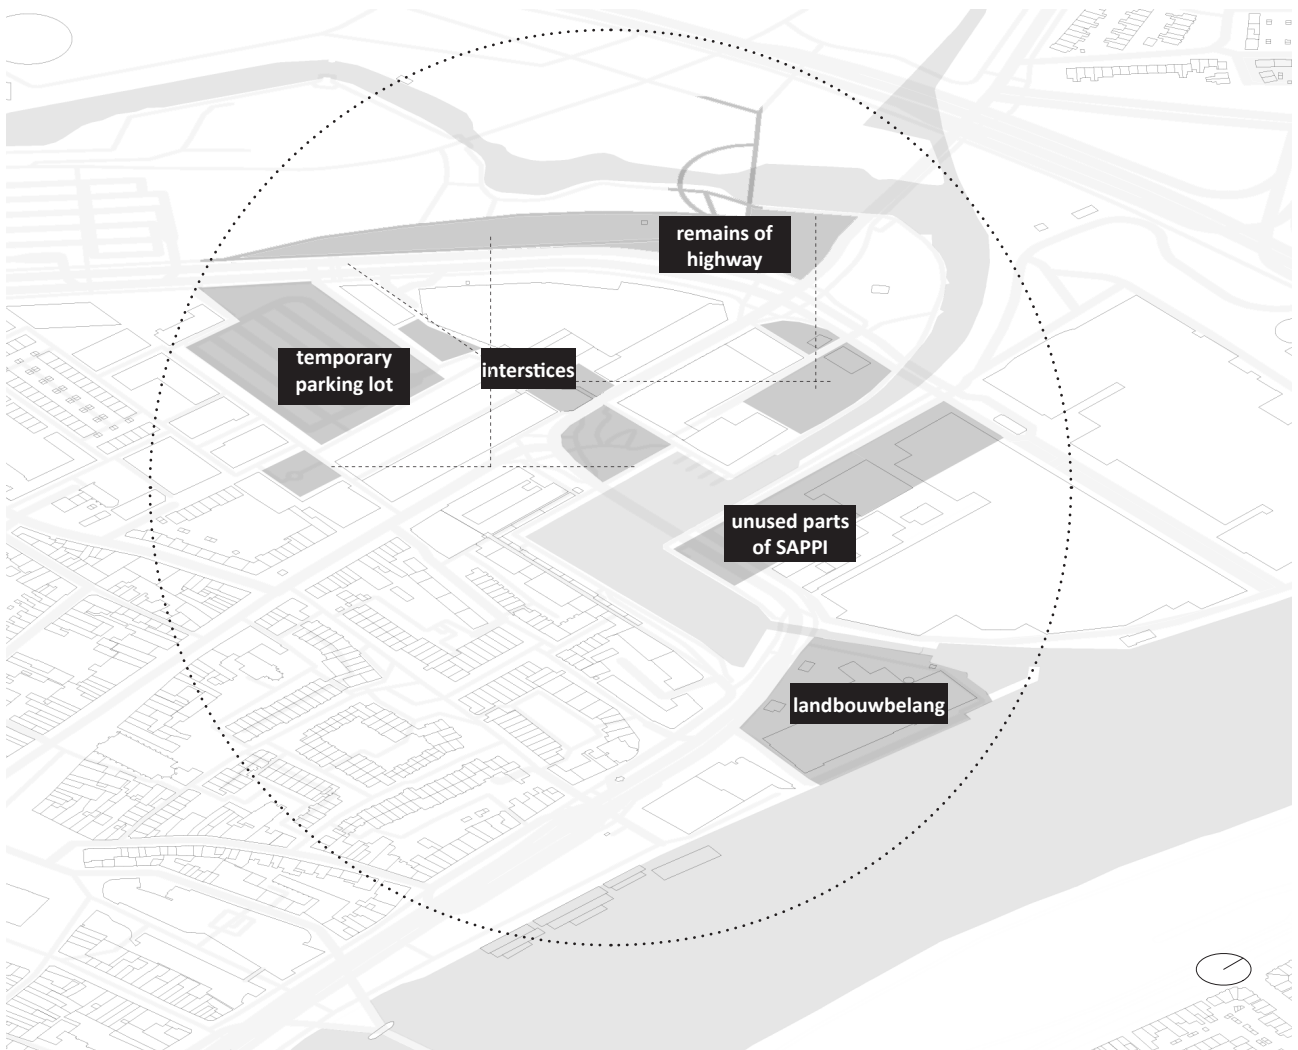 remains of
highway
temporary
parking lot
interstices
unused parts
of SAPPI
landbouwbelang